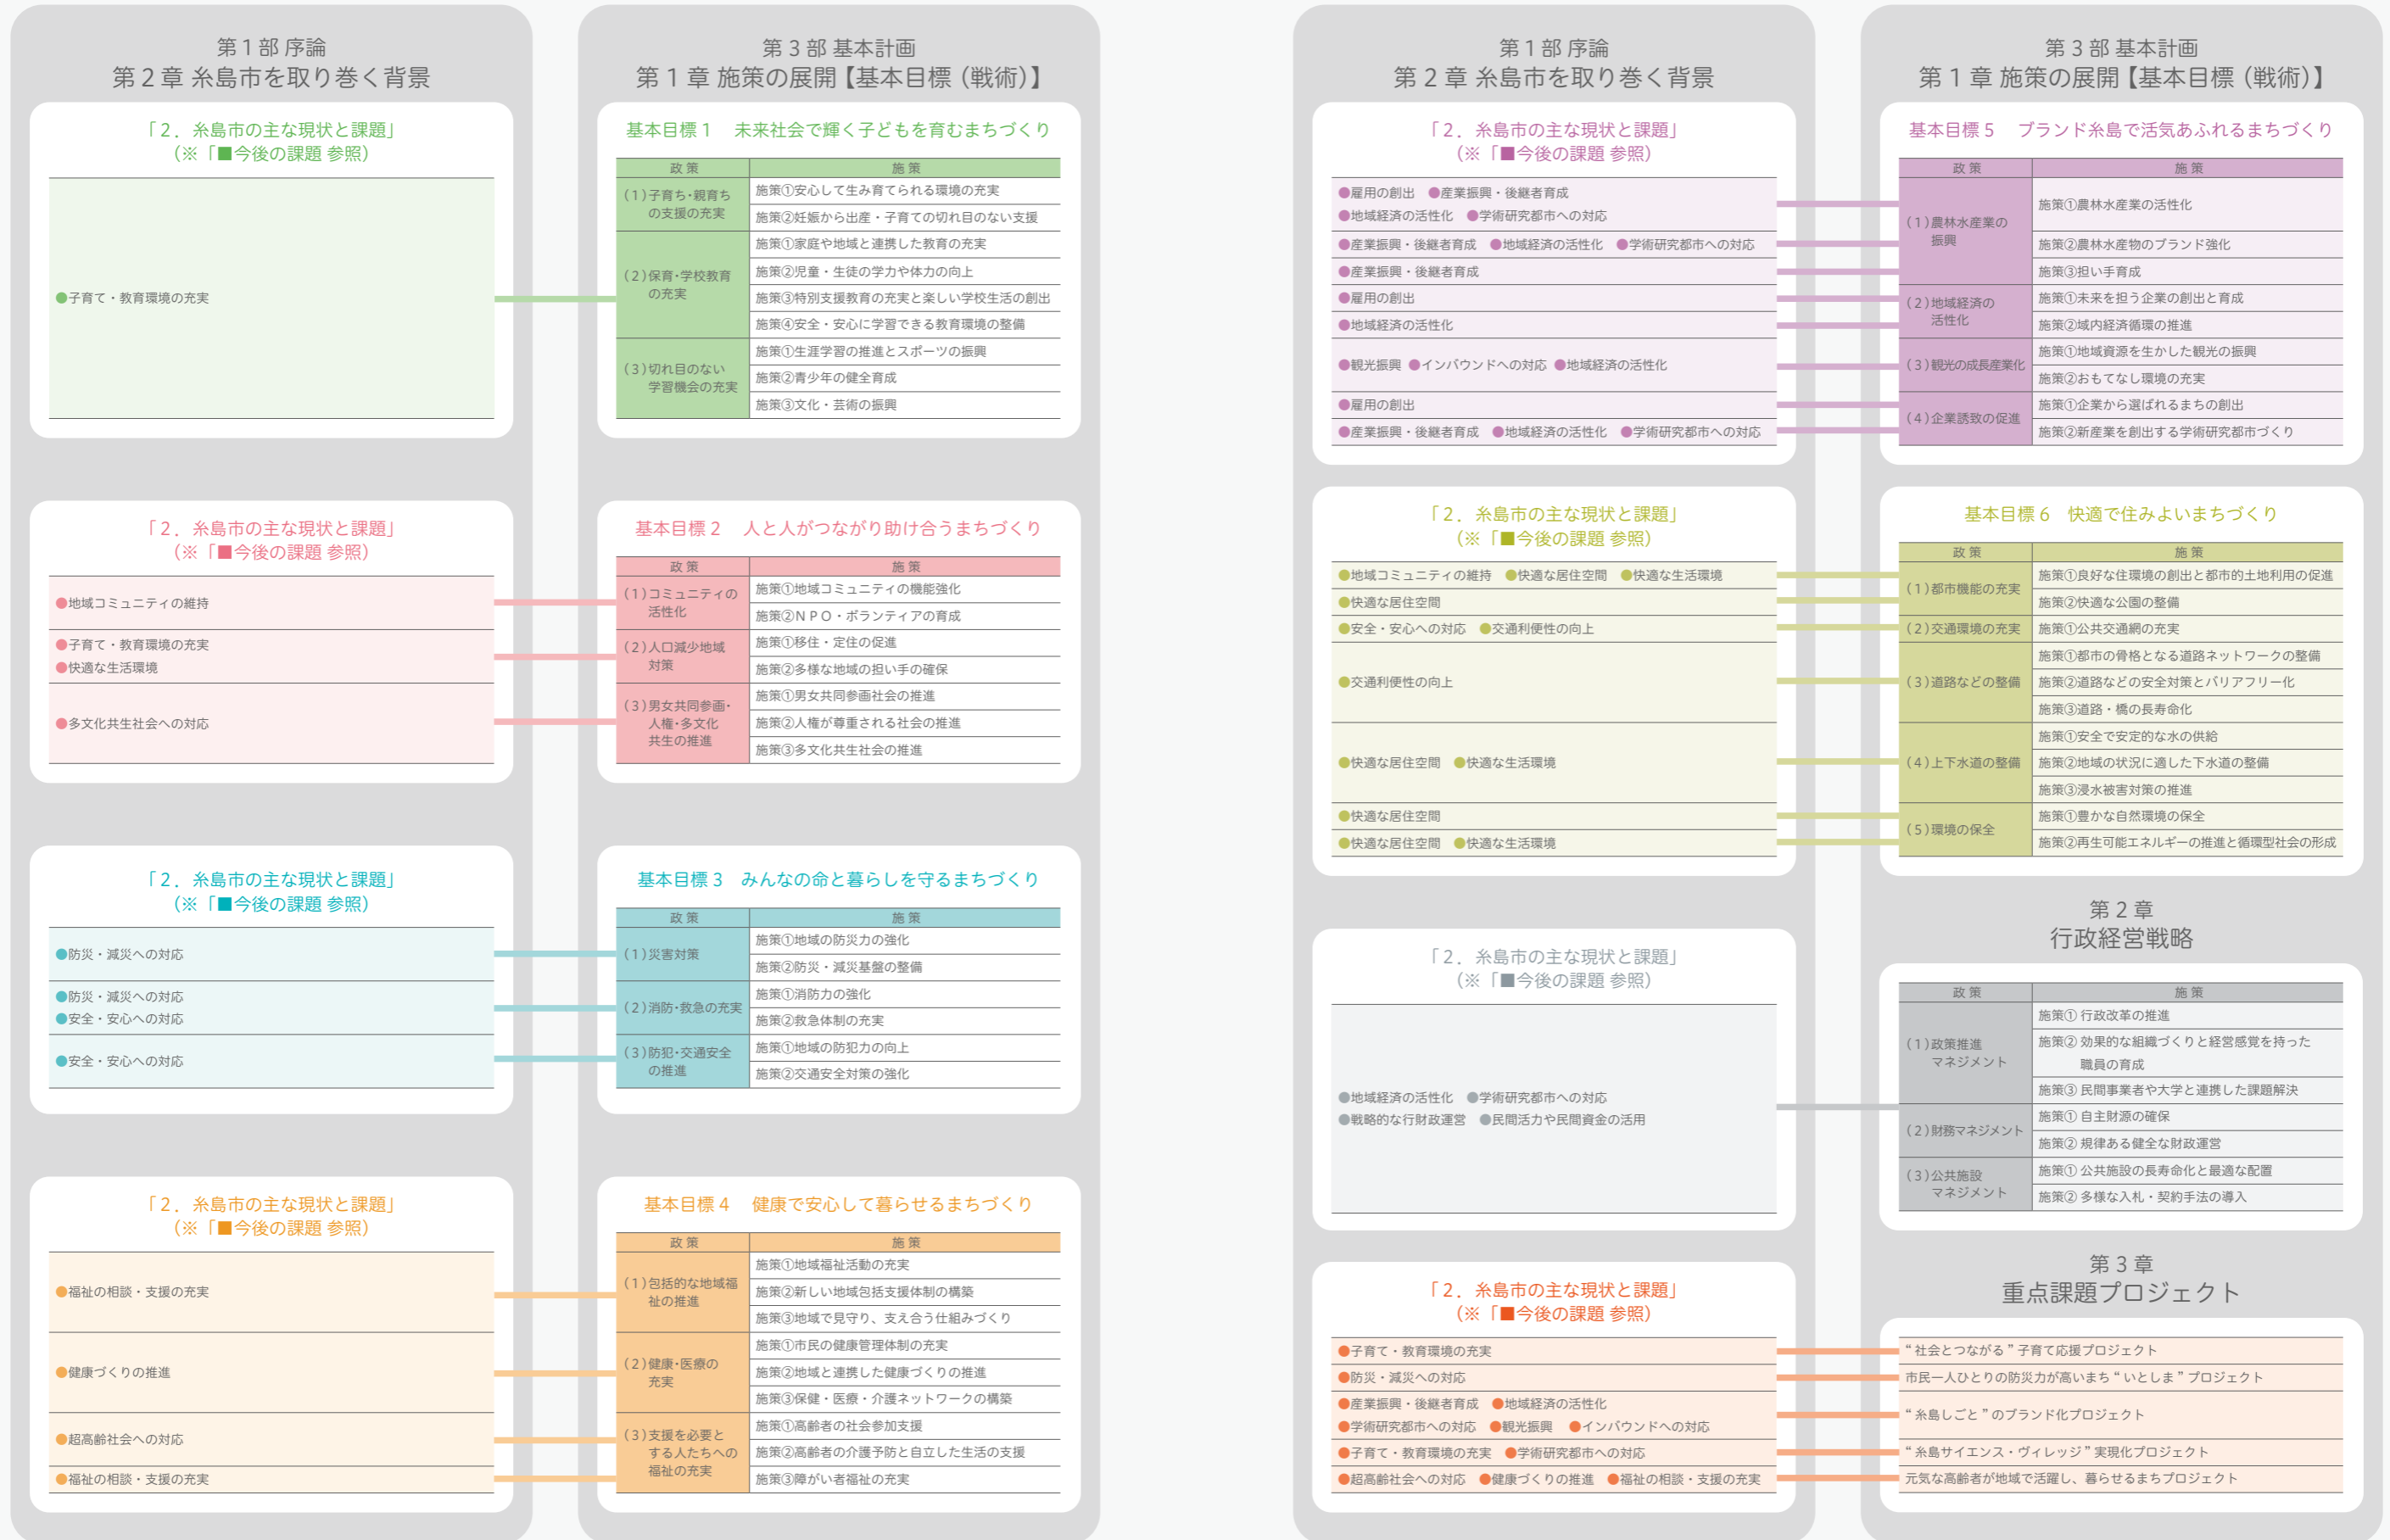 第１部 序論
第２章 糸島市を取り巻く背景
「２．糸島市の主な現状と課題」
（※「■今後の課題 参照）
●子育て・教育環境の充実
「２．糸島市の主な現状と課題」
（※「■今後の課題 参照）
●地域コミュニティの維持
●子育て・教育環境の充実
●快適な生活環境
●多文化共生社会への対応
「２．糸島市の主な現状と課題」
（※「■今後の課題 参照）
●防災・減災への対応
●防災・減災への対応
●安全・安心への対応
●安全・安心への対応
「２．糸島市の主な現状と課題」
（※「■今後の課題 参照）
●福祉の相談・支援の充実
●健康づくりの推進
●超高齢社会への対応
●福祉の相談・支援の充実
第３部 基本計画
第１章 施策の展開【基本目標（戦術）】
基本目標１　未来社会で輝く子どもを育むまちづくり
政 策　施 策
（１）子育ち・親育ち
の支援の充実
施策①安心して生み育てられる環境の充実
施策②妊娠から出産・子育ての切れ目のない支援
（２）保育・学校教育
の充実
施策①家庭や地域と連携した教育の充実
施策②児童・生徒の学力や体力の向上
施策③特別支援教育の充実と楽しい学校生活の創出
施策④安全・安心に学習できる教育環境の整備
（３）切れ目のない
学習機会の充実
施策①生涯学習の推進とスポーツの振興
施策②青少年の健全育成
施策③文化・芸術の振興
基本目標２　人と人がつながり助け合うまちづくり
政 策　施 策
（１）コミュニティの
活性化
施策①地域コミュニティの機能強化
施策②ＮＰＯ・ボランティアの育成
（２）人口減少地域
対策
施策①移住・定住の促進
施策②多様な地域の担い手の確保
（３）男女共同参画・
人権・多文化
共生の推進
施策①男女共同参画社会の推進
施策②人権が尊重される社会の推進
施策③多文化共生社会の推進
基本目標３　みんなの命と暮らしを守るまちづくり
政 策　施 策
（１）災害対策
施策①地域の防災力の強化
施策②防災・減災基盤の整備
（２）消防・救急の充実
施策①消防力の強化
施策②救急体制の充実
（３）防犯・交通安全
の推進
施策①地域の防犯力の向上
施策②交通安全対策の強化
基本目標４　健康で安心して暮らせるまちづくり
政 策　施 策
（１）包括的な地域福
祉の推進
施策①地域福祉活動の充実
施策②新しい地域包括支援体制の構築
施策③地域で見守り、支え合う仕組みづくり
（２）健康・医療の
充実
施策①市民の健康管理体制の充実
施策②地域と連携した健康づくりの推進
施策③保健・医療・介護ネットワークの構築
（３）支援を必要と
する人たちへの
福祉の充実
施策①高齢者の社会参加支援
施策②高齢者の介護予防と自立した生活の支援
施策③障がい者福祉の充実
第１部 序論
第２章 糸島市を取り巻く背景
「２．糸島市の主な現状と課題」
（※「■今後の課題 参照）
●雇用の創出　●産業振興・後継者育成
●地域経済の活性化　●学術研究都市への対応
●産業振興・後継者育成　●地域経済の活性化　●学術研究都市への対応
●産業振興・後継者育成
●雇用の創出
●地域経済の活性化
●観光振興 ●インバウンドへの対応 ●地域経済の活性化
●雇用の創出
●産業振興・後継者育成　●地域経済の活性化　●学術研究都市への対応
「２．糸島市の主な現状と課題」
（※「■今後の課題 参照）
●地域コミュニティの維持　●快適な居住空間　●快適な生活環境
●快適な居住空間
●安全・安心への対応　●交通利便性の向上
●交通利便性の向上
●快適な居住空間　●快適な生活環境
●快適な居住空間
●快適な居住空間　●快適な生活環境
「２．糸島市の主な現状と課題」
（※「■今後の課題 参照）
●地域経済の活性化　●学術研究都市への対応
●戦略的な行財政運営　●民間活力や民間資金の活用
「２．糸島市の主な現状と課題」
（※「■今後の課題 参照）
●子育て・教育環境の充実
●防災・減災への対応
●産業振興・後継者育成　●地域経済の活性化
●学術研究都市への対応　●観光振興　●インバウンドへの対応
●子育て・教育環境の充実　●学術研究都市への対応
●超高齢社会への対応　●健康づくりの推進　●福祉の相談・支援の充実
第３部 基本計画
第１章 施策の展開【基本目標（戦術）】
基本目標５　ブランド糸島で活気あふれるまちづくり
政 策　施 策
（１）農林水産業の
振興
施策①農林水産業の活性化
施策②農林水産物のブランド強化
施策③担い手育成
（２）地域経済の
活性化
施策①未来を担う企業の創出と育成
施策②域内経済循環の推進
（３）観光の成長産業化
施策①地域資源を生かした観光の振興
施策②おもてなし環境の充実
（４）企業誘致の促進
施策①企業から選ばれるまちの創出
施策②新産業を創出する学術研究都市づくり
基本目標６　快適で住みよいまちづくり
政 策　施 策
（１）都市機能の充実
施策①良好な住環境の創出と都市的土地利用の促進
施策②快適な公園の整備
（２）交通環境の充実
施策①公共交通網の充実
（３）道路などの整備
施策①都市の骨格となる道路ネットワークの整備
施策②道路などの安全対策とバリアフリー化
施策③道路・橋の長寿命化
（４）上下水道の整備
施策①安全で安定的な水の供給
施策②地域の状況に適した下水道の整備
施策③浸水被害対策の推進
（５）環境の保全
施策①豊かな自然環境の保全
施策②再生可能エネルギーの推進と循環型社会の形成
第２章
行政経営戦略
政 策　施 策
（１）政策推進
マネジメント
施策① 行政改革の推進
施策② 効果的な組織づくりと経営感覚を持った
職員の育成
施策③ 民間事業者や大学と連携した課題解決
（２）財務マネジメント
施策① 自主財源の確保
施策② 規律ある健全な財政運営
（３）公共施設
マネジメント
施策① 公共施設の長寿命化と最適な配置
施策② 多様な入札・契約手法の導入
第３章
重点課題プロジェクト
“ 社会とつながる ” 子育て応援プロジェクト
市民一人ひとりの防災力が高いまち “ いとしま ” プロジェクト
“ 糸島しごと ” のブランド化プロジェクト
“ 糸島サイエンス・ヴィレッジ ” 実現化プロジェクト
元気な高齢者が地域で活躍し、暮らせるまちプロジェクト